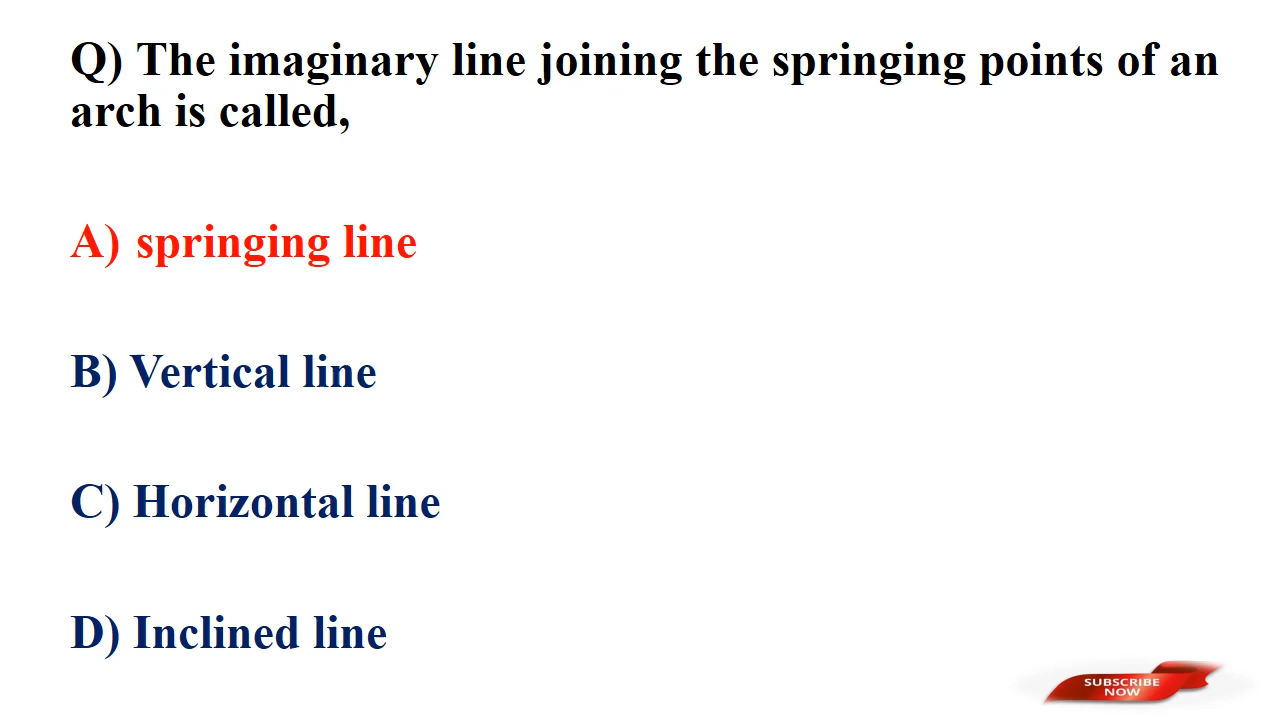 Q) The imaginary line joining the springing points of an
arch is called,
A) springing line
B) Vertical line
C) Horizontal line
D) Inclined line
SUBSCRIBE
NOW